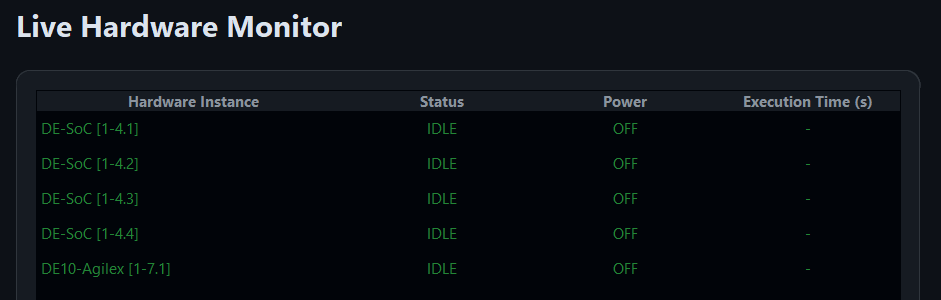 Live Hardware Monitor
Hardware Instance Status Power Execution Time (s)
DE-SoC [1-4.1] IDLE OFF -
DE-SoC [1-4.2] IDLE OFF -
DE-SoC [1-4.3] IDLE OFF -
DE-SoC [1-4.4] IDLE OFF -
DE10-Agilex [1-7.1] IDLE OFF -